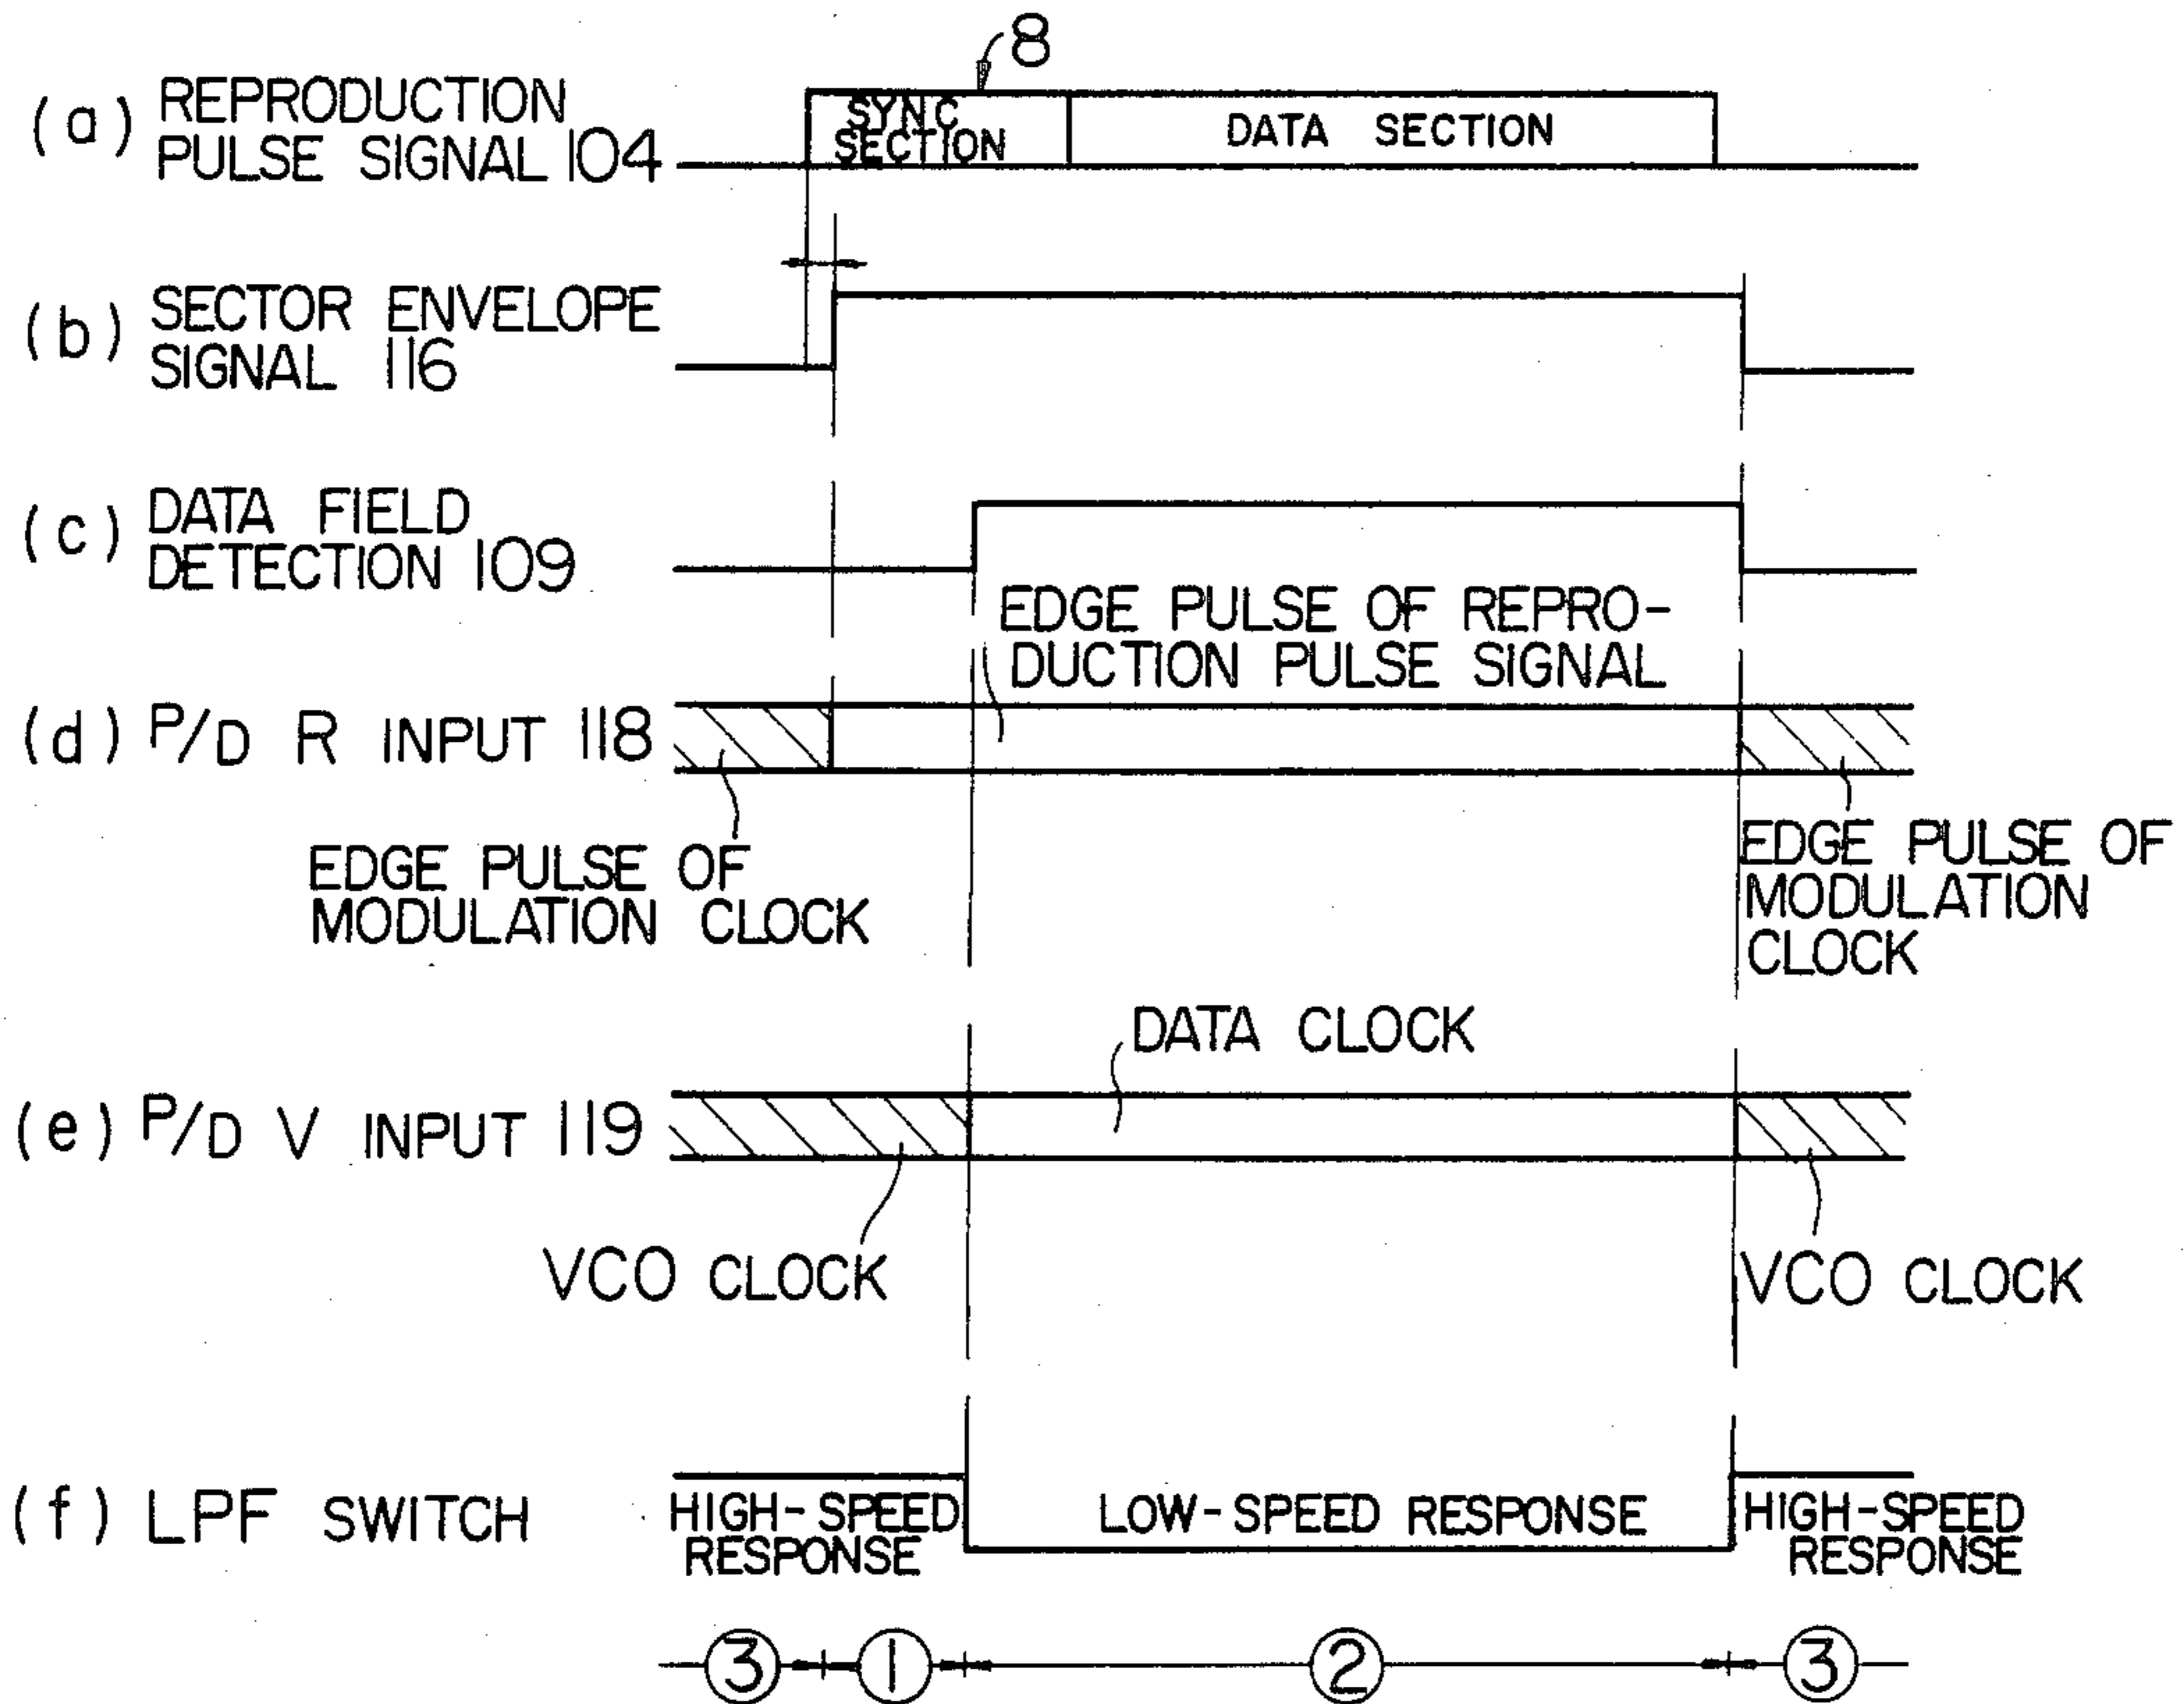 8
(a) REPRODUCTION
PULSE SIGNAL 104
SYNC
SECTION
DATA SECTION
(b) SECTOR ENVELOPE
SIGNAL 116
(c) DATA FIELD
DETECTION 109
EDGE PULSE OF REPRO-
DUCTION PULSE SIGNAL
(d) P/D R INPUT 118
EDGE PULSE OF
MODULATION CLOCK
EDGE PULSE OF
MODULATION
CLOCK
DATA CLOCK
(e) P/D V INPUT 119
VCO CLOCK
VCO CLOCK
(f) LPF SWITCH
HIGH-SPEED
RESPONSE
LOW-SPEED RESPONSE
HIGH-SPEED
RESPONSE
③ ① ② ③